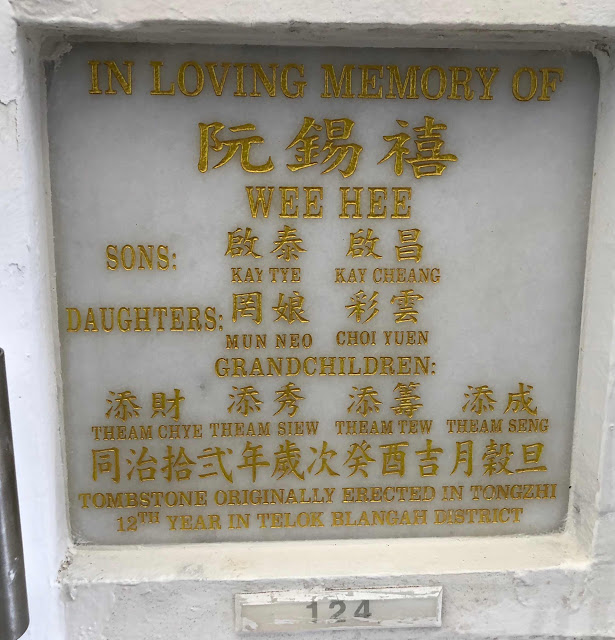 IN LOVING MEMORY OF
阮錫禧
WEE HEE
SONS: 啟泰 啟昌
KAY TYE KAY CHEANG
DAUGHTERS: 罔娘 彩雲
MUN NEO CHOI YUEN
GRANDCHILDREN:
添財 添秀 添籌 添成
THEAM CHYE THEAM SIEW THEAM TEW THEAM SENG
同治拾弍年歲次癸酉吉月穀旦
TOMBSTONE ORIGINALLY ERECTED IN TONGZHI
12TH YEAR IN TELOK BLANGAH DISTRICT
124